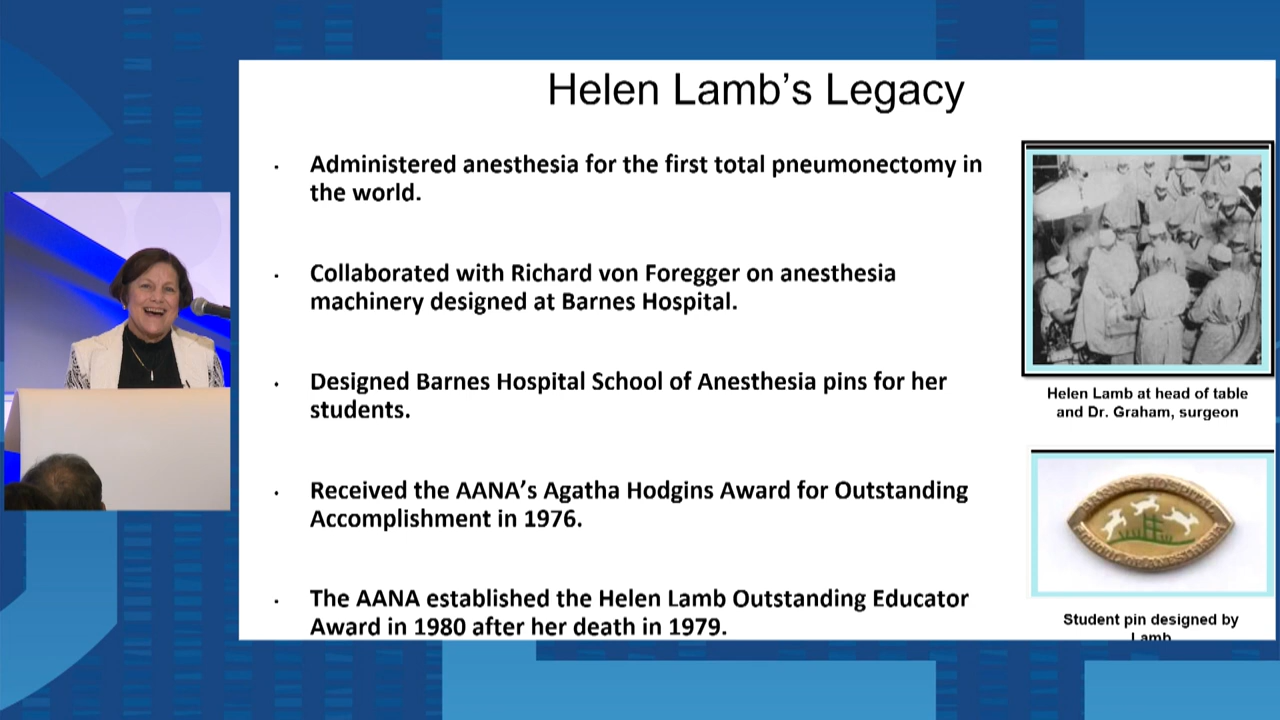 Helen Lamb’s Legacy
Administered anesthesia for the first total pneumonectomy in
the world.
Collaborated with Richard von Foregger on anesthesia
machinery designed at Barnes Hospital.
Designed Barnes Hospital School of Anesthesia pins for her
students.
Received the AANA’s Agatha Hodgins Award for Outstanding
Accomplishment in 1976.
The AANA established the Helen Lamb Outstanding Educator
Award in 1980 after her death in 1979.
Helen Lamb at head of table
and Dr. Graham, surgeon
Student pin designed by
Lamb